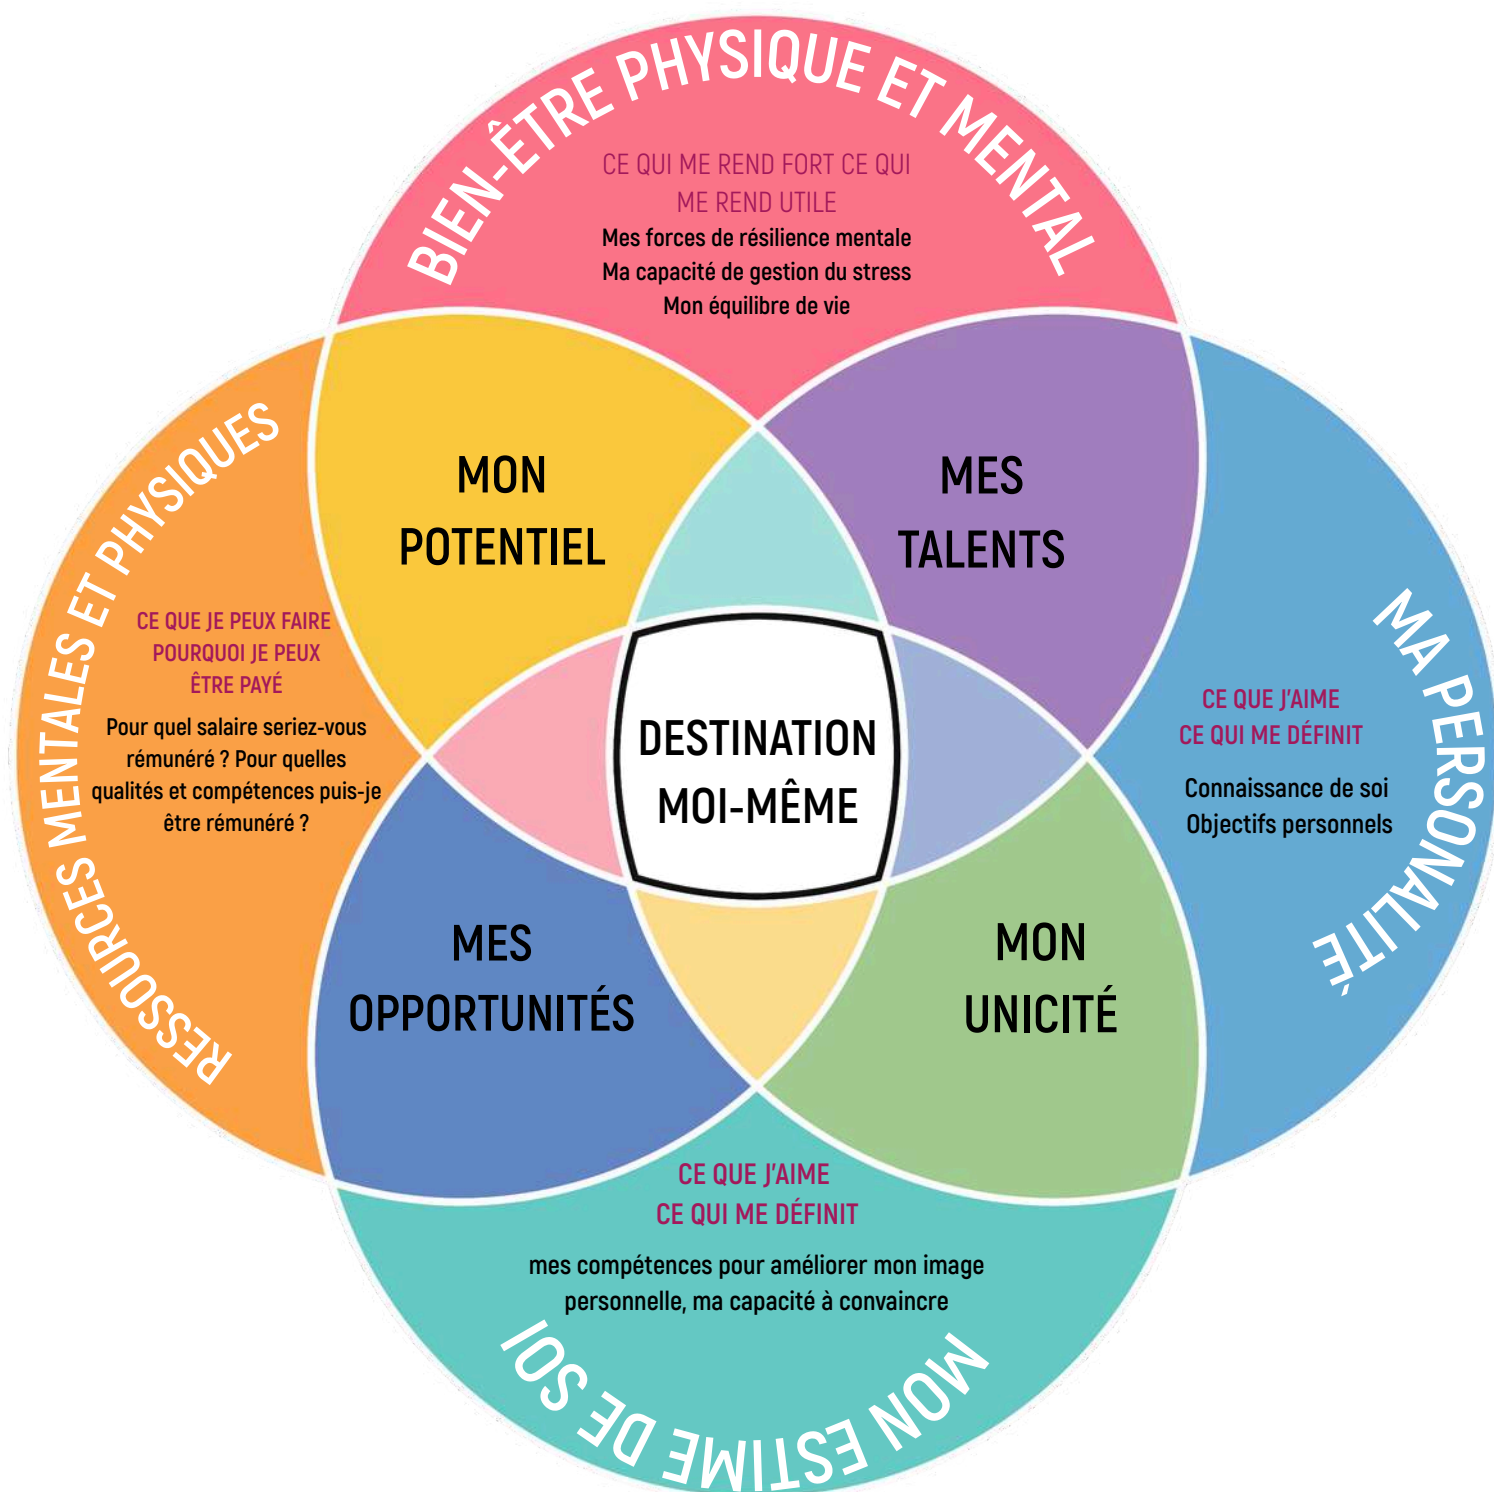 BIEN-ÊTRE PHYSIQUE ET MENTAL
CE QUI ME REND FORT CE QUI
ME REND UTILE
Mes forces de résilience mentale
Ma capacité de gestion du stress
Mon équilibre de vie
MON
POTENTIEL
MES
TALENTS
RESSOURCES MENTALES ET PHYSIQUES
CE QUE JE PEUX FAIRE
POURQUOI JE PEUX
ÊTRE PAYÉ
Pour quel salaire seriez-vous
rémunéré ? Pour quelles
qualités et compétences puis-je
être rémunéré ?
DESTINATION
MOI-MÊME
MA PERSONALITÉ
CE QUE J'AIME
CE QUI ME DÉFINIT
Connaissance de soi
Objectifs personnels
MES
OPPORTUNITÉS
MON
UNICITÉ
CE QUE J'AIME
CE QUI ME DÉFINIT
mes compétences pour améliorer mon image
personnelle, ma capacité à convaincre
MON ESTIME DE SOI